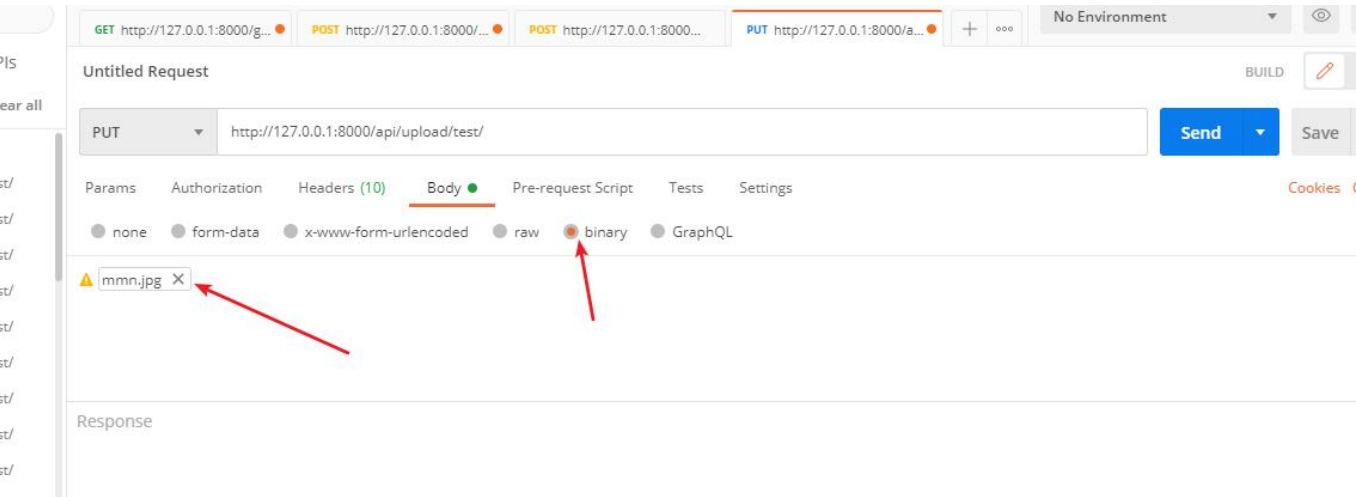 GET http://127.0.0.1:8000/g... POST http://127.0.0.1:8000/... POST http://127.0.0.1:8000... PUT http://127.0.0.1:8000/a... + ooo No Environment
PIs
Untitled Request BUILD
ear all
PUT http://127.0.0.1:8000/api/upload/test/ Send Save
st/
Params Authorization Headers (10) Body Pre-request Script Tests Settings Cookies
st/
none form-data x-www-form-urlencoded raw binary GraphQL
st/
mmn.jpg ×
st/
st/
st/
st/
Response
st/
st/